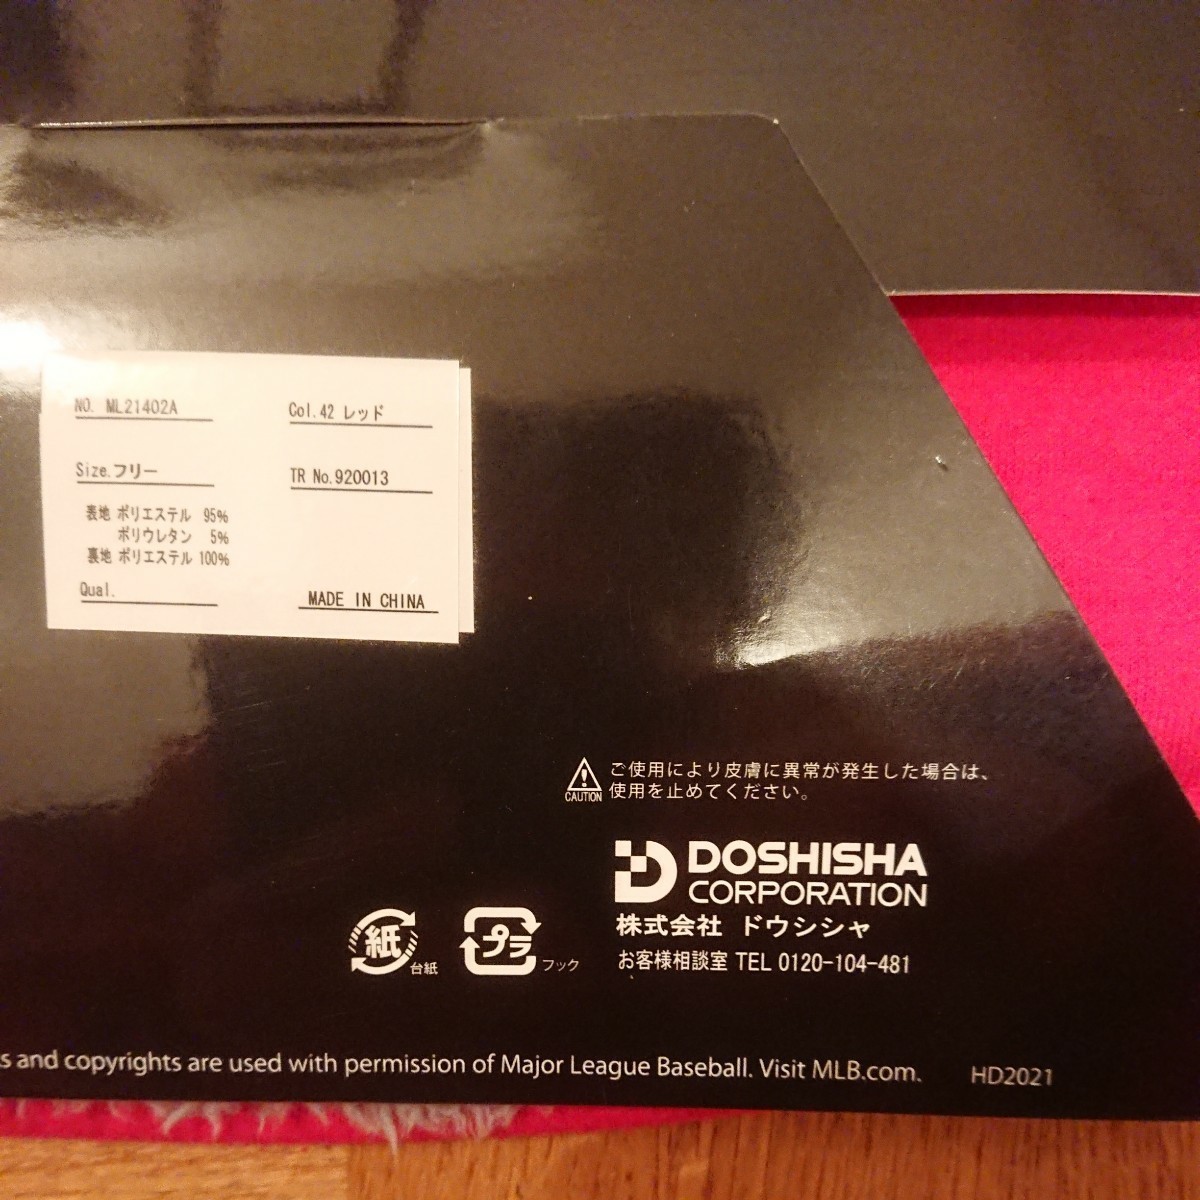 NO. ML21402A
Col.42 レッド
Size.フリー
TR No.920013
表地 ポリエステル 95%
ポリウレタン 5%
裏地 ポリエステル 100%
Qual.
MADE IN CHINA
CAUTION
ご使用により皮膚に異常が発生した場合は、
使用を止めてください。
DOSHISHA
CORPORATION
株式会社 ドウシシャ
お客様相談室 TEL 0120-104-481
紙 台紙
プラ フック
and copyrights are used with permission of Major League Baseball. Visit MLB.com.
HD2021